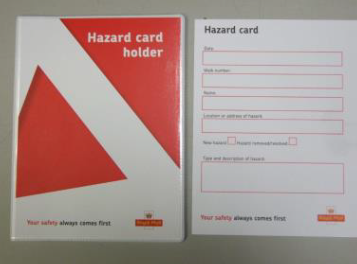 Hazard card
holder
Your safety always comes first
Royal Mail
Hazard card
Date:
Walk number:
Name:
Location or address of hazard:
New hazard Hazard removed/resolved
Type and description of hazard:
Your safety always comes first
Royal Mail